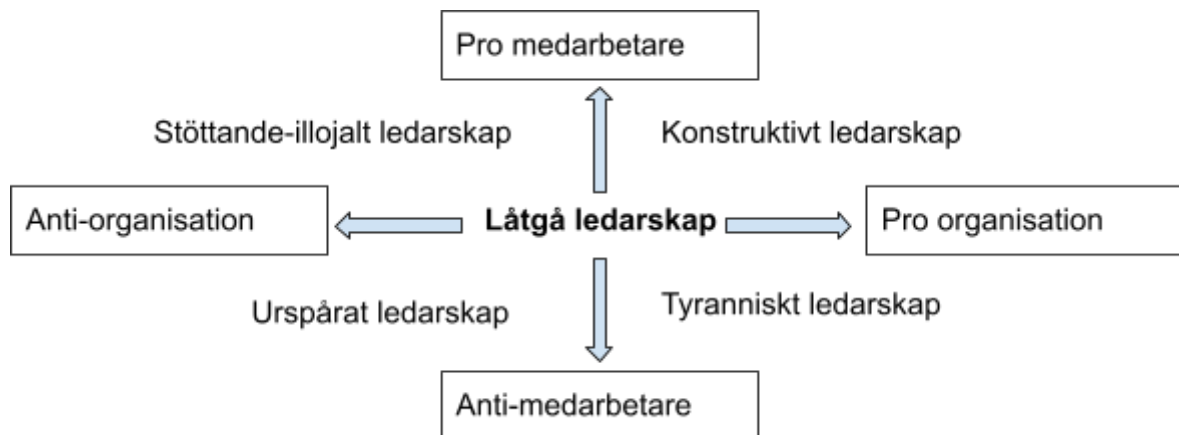 Pro medarbetare
Stöttande-illojalt ledarskap
Konstruktivt ledarskap
Anti-organisation
Låtgå ledarskap
Pro organisation
Urspårat ledarskap
Tyranniskt ledarskap
Anti-medarbetare